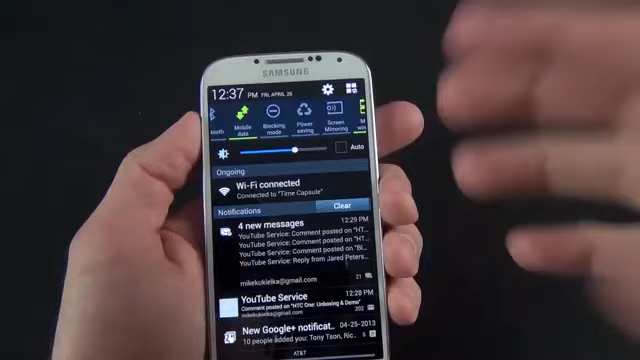 SAMSUNG
12:37 PM FRI, APRIL 26
Mobile data
Blocking mode
Power saving
Screen Mirroring
Auto
Ongoing
Wi-Fi connected
Connected to "Time Capsule"
Notifications
Clear
4 new messages 12:29 PM
YouTube Service: Comment posted on "HT
YouTube Service: Comment posted on "HT
YouTube Service: Comment posted on "Bl
YouTube Service: Reply from Jared Peters
mikekukielka@gmail.com 21
YouTube Service 12:28 PM
Comment posted on "HTC One: Unboxing & Demo"
mikekukielka@gmail.com 202
New Google+ notificat.. 04-25-2013
10 people added you: Tony Tson, Ric..
AT&T